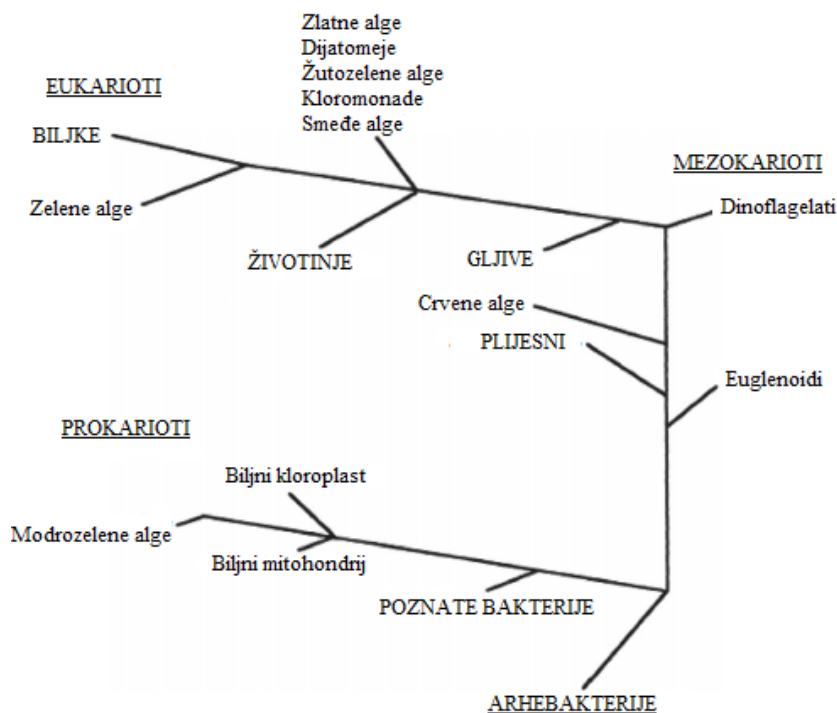 Zlatne alge
Dijatomeje
Žutozelene alge
Kloromonade
Smeđe alge
EUKARIOTI
BILJKE
MEZOKARIOTI
Zelene alge
Dinoflagelati
ŽIVOTINJE
GLJIVE
Crvene alge
PLIJESNI
Euglenoidi
PROKARIOTI
Biljni kloroplast
Modrozelene alge
Biljni mitohondrij
POZNATE BAKTERIJE
ARHEBAKTERIJE